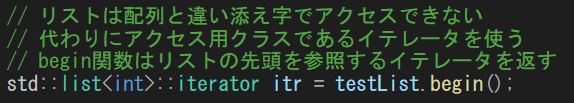 // リストは配列と違い添え字でアクセスできない
// 代わりにアクセス用クラスであるイテレータを使う
// begin関数はリストの先頭を参照するイテレータを返す
std::list<int>::iterator itr = testList.begin();